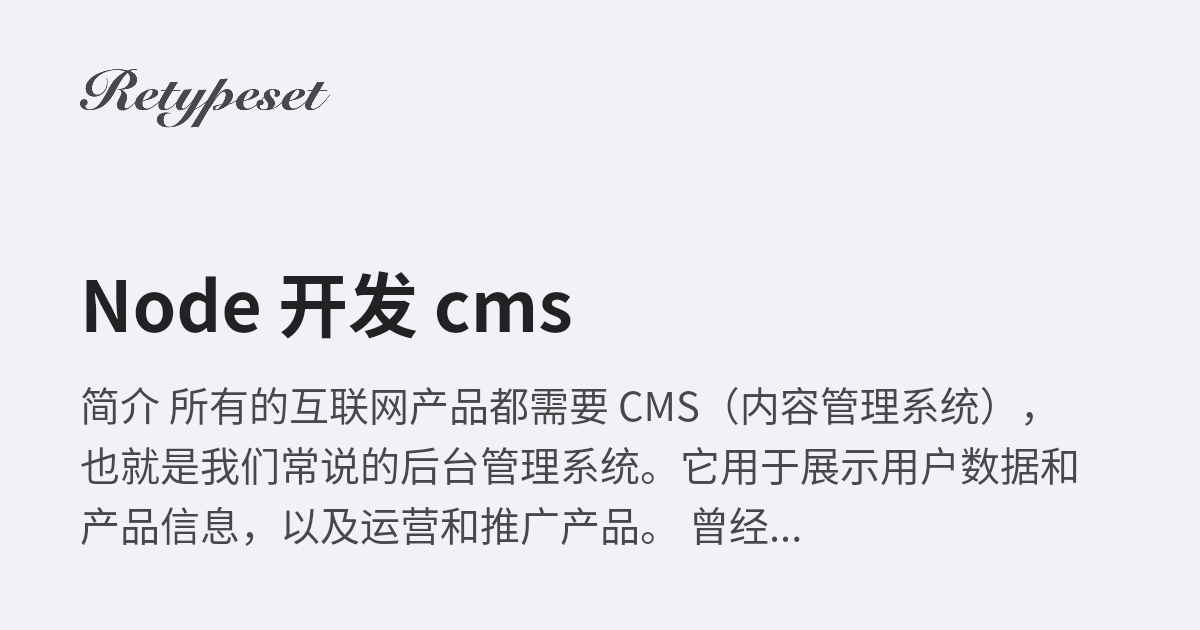 Retypeset
Node 开发 cms
简介 所有的互联网产品都需要 CMS（内容管理系统），
也就是我们常说的后台管理系统。它用于展示用户数据和
产品信息，以及运营和推广产品。 曾经...